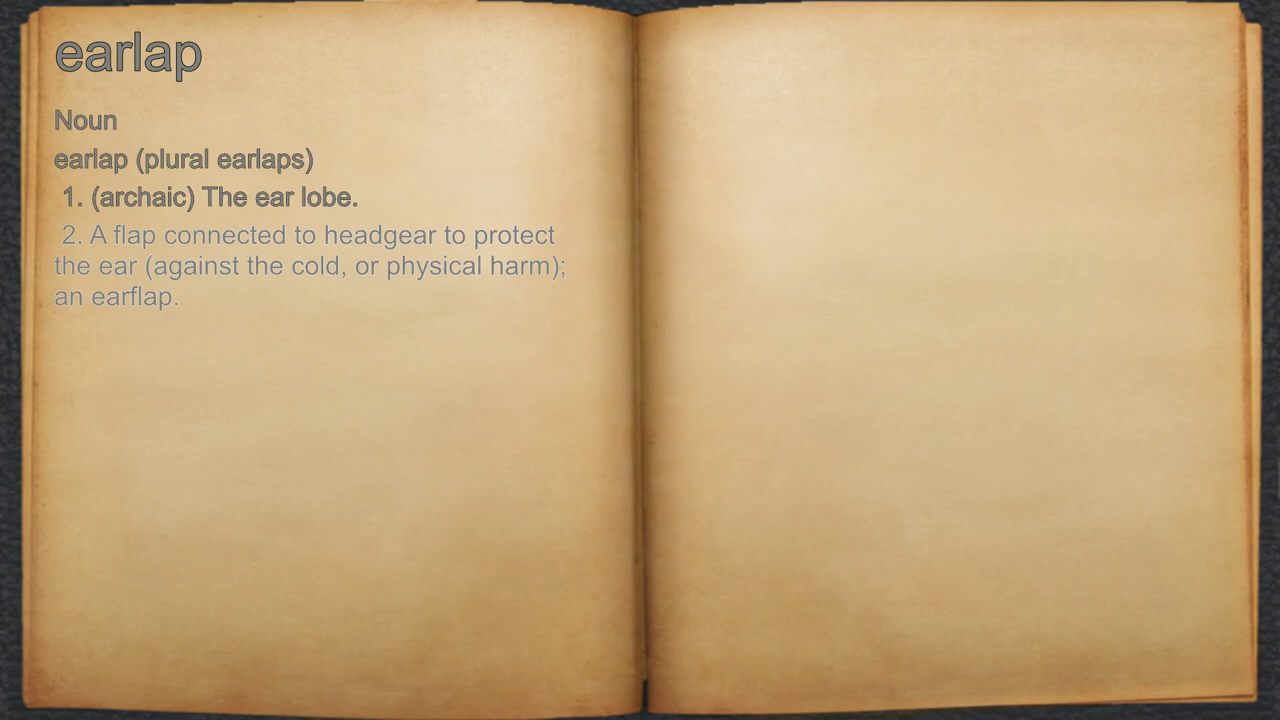 earlap
Noun
earlap (plural earlaps)
1. (archaic) The ear lobe.
2. A flap connected to headgear to protect
the ear (against the cold, or physical harm);
an earflap.